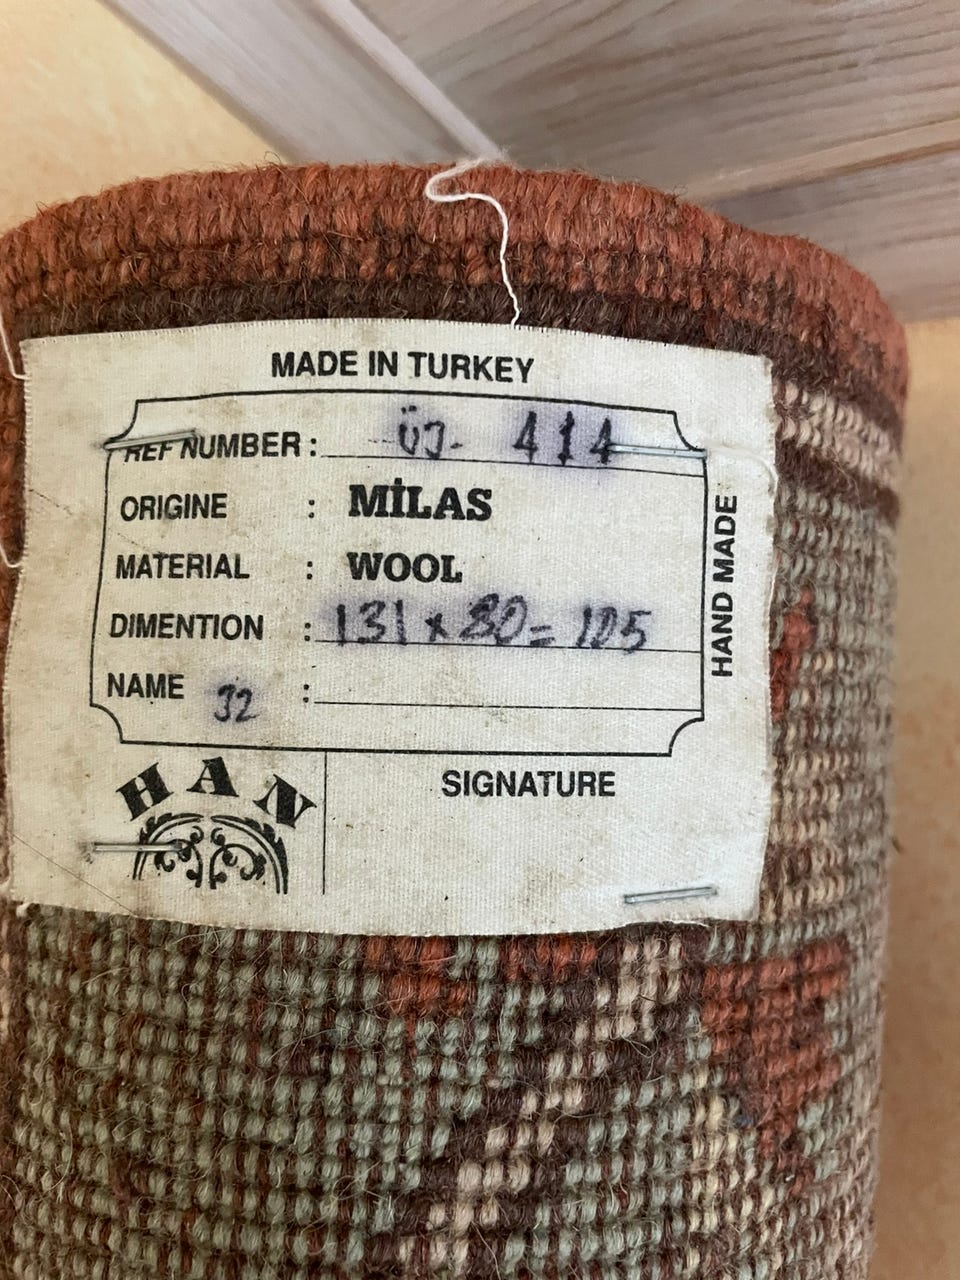 MADE IN TURKEY
REF NUMBER : ÜJ- 414
ORIGINE : MİLAS
MATERIAL : WOOL
DIMENTION : 131 x 80 = 105
NAME 32 :
HAND MADE
HAN
SIGNATURE